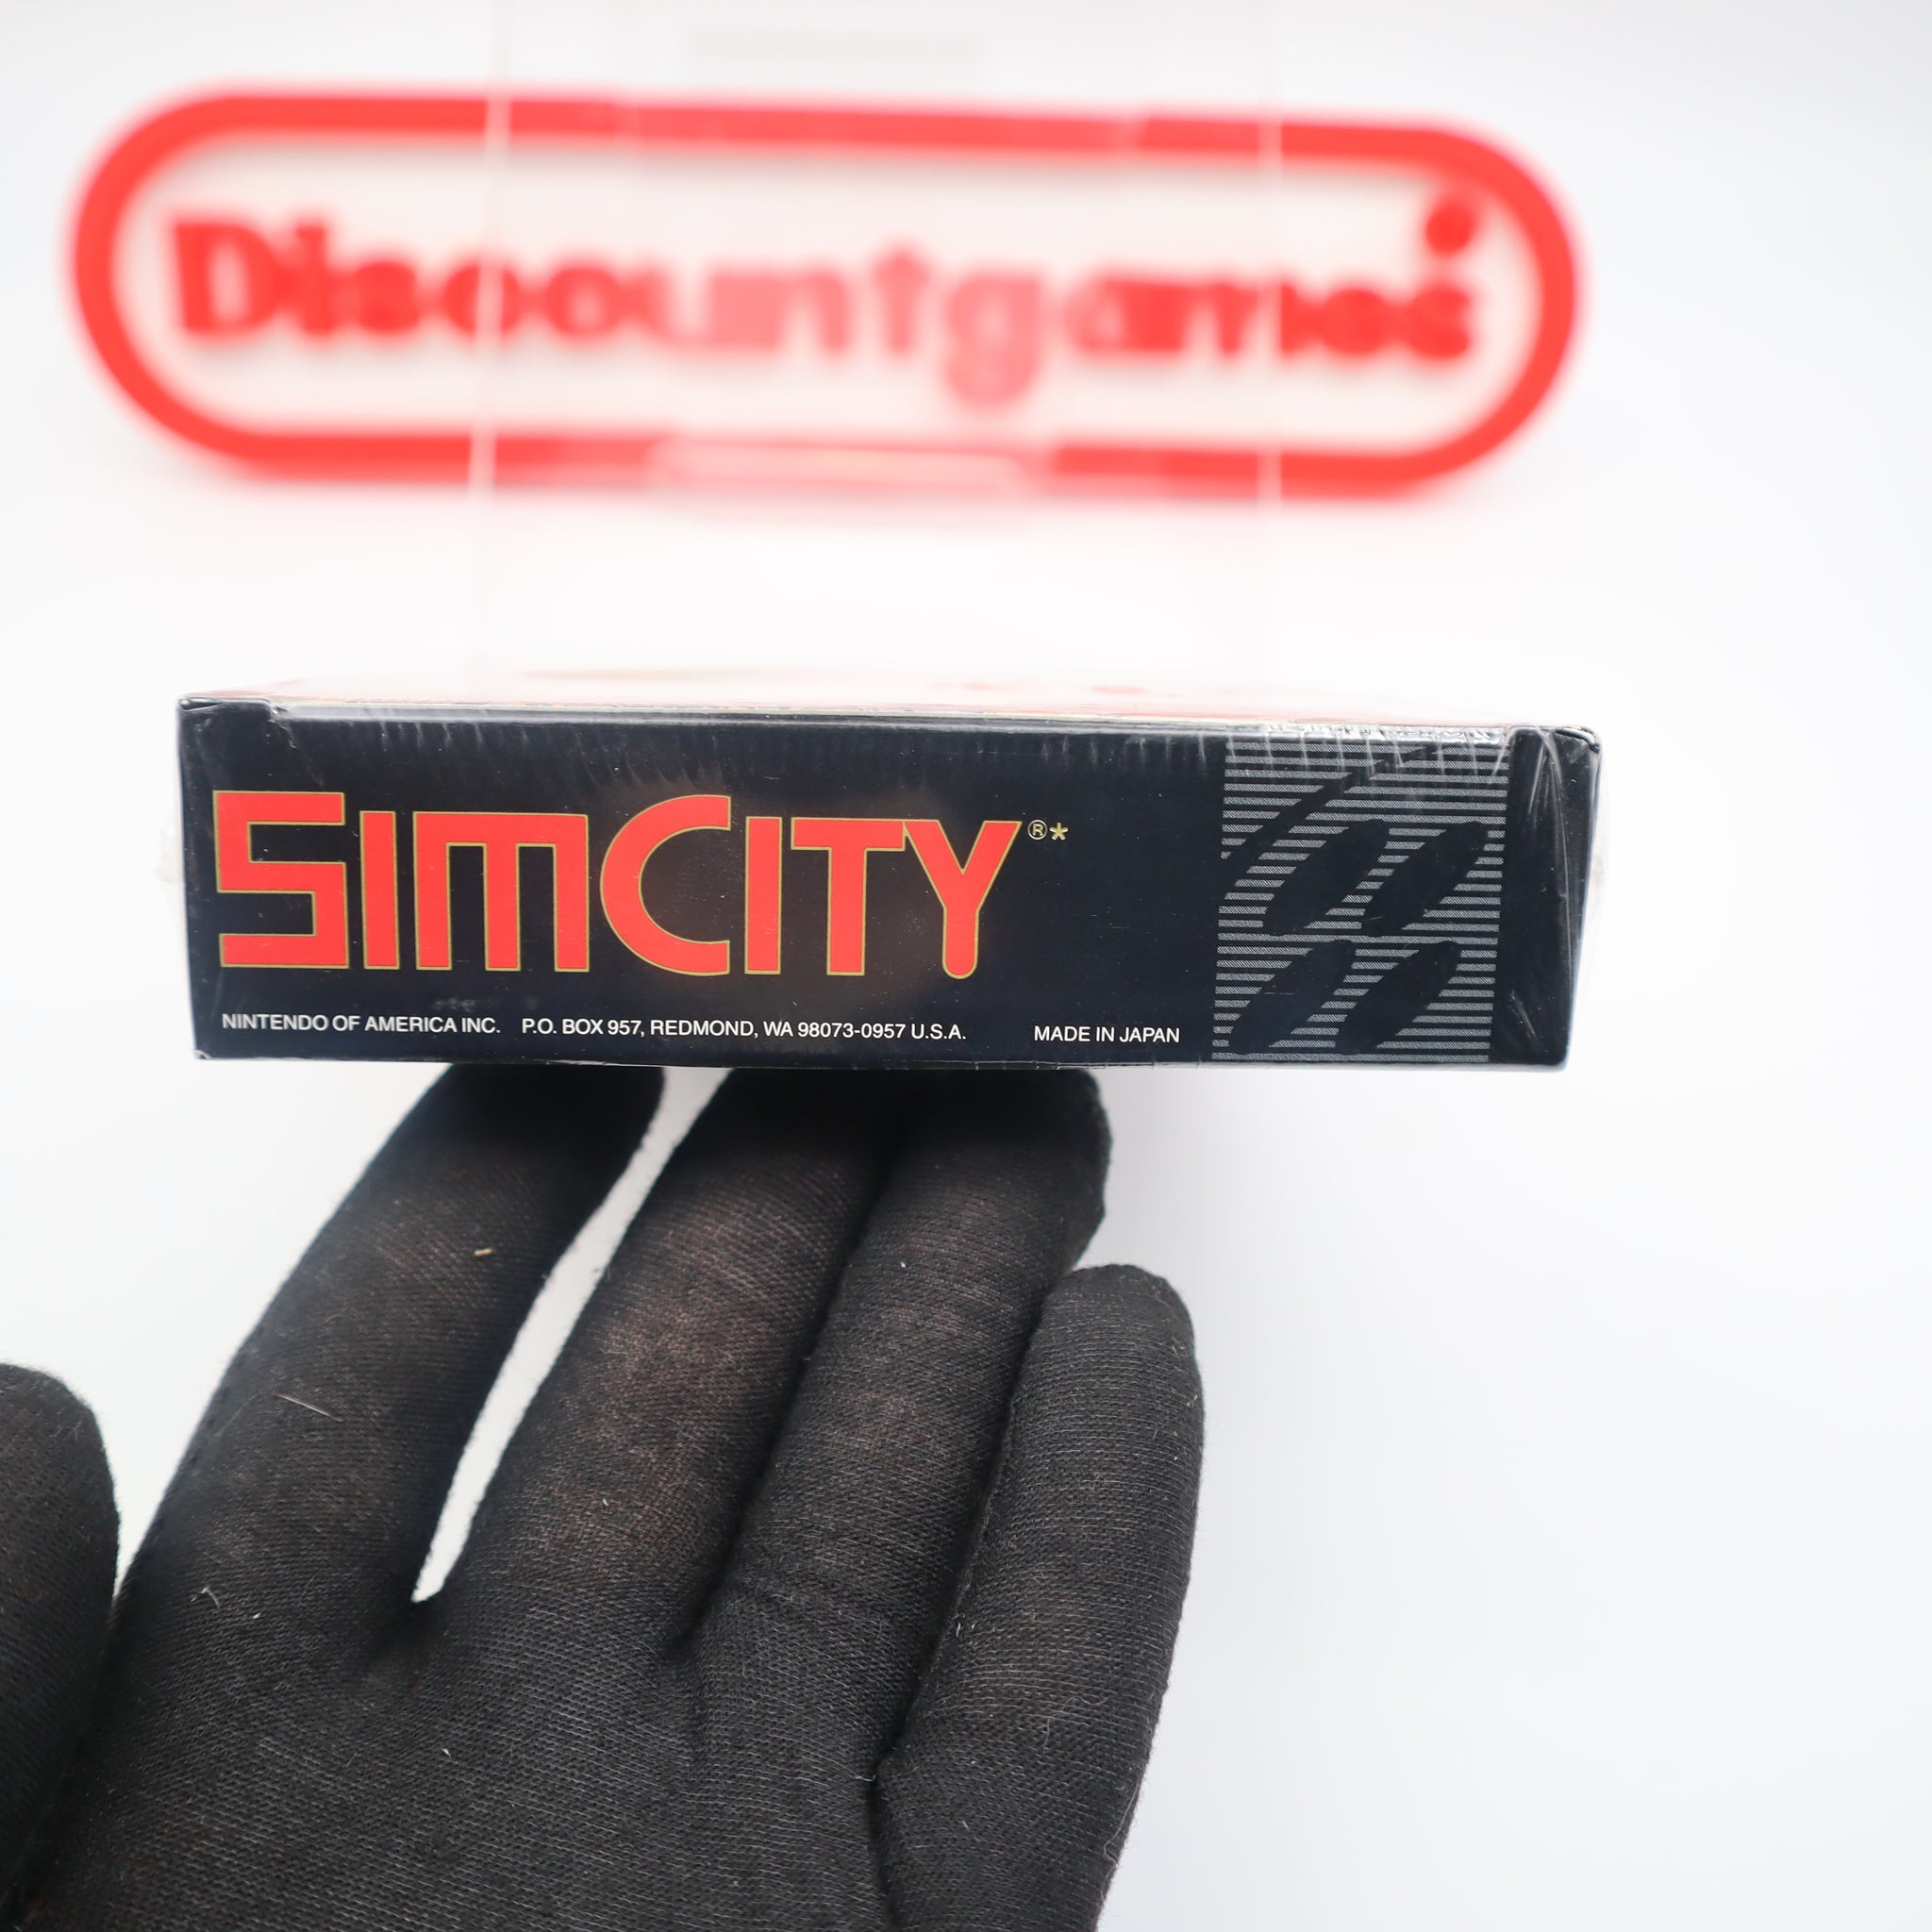 Discountgames
SIMCITY®*
NINTENDO OF AMERICA INC. P.O. BOX 957, REDMOND, WA 98073-0957 U.S.A. MADE IN JAPAN